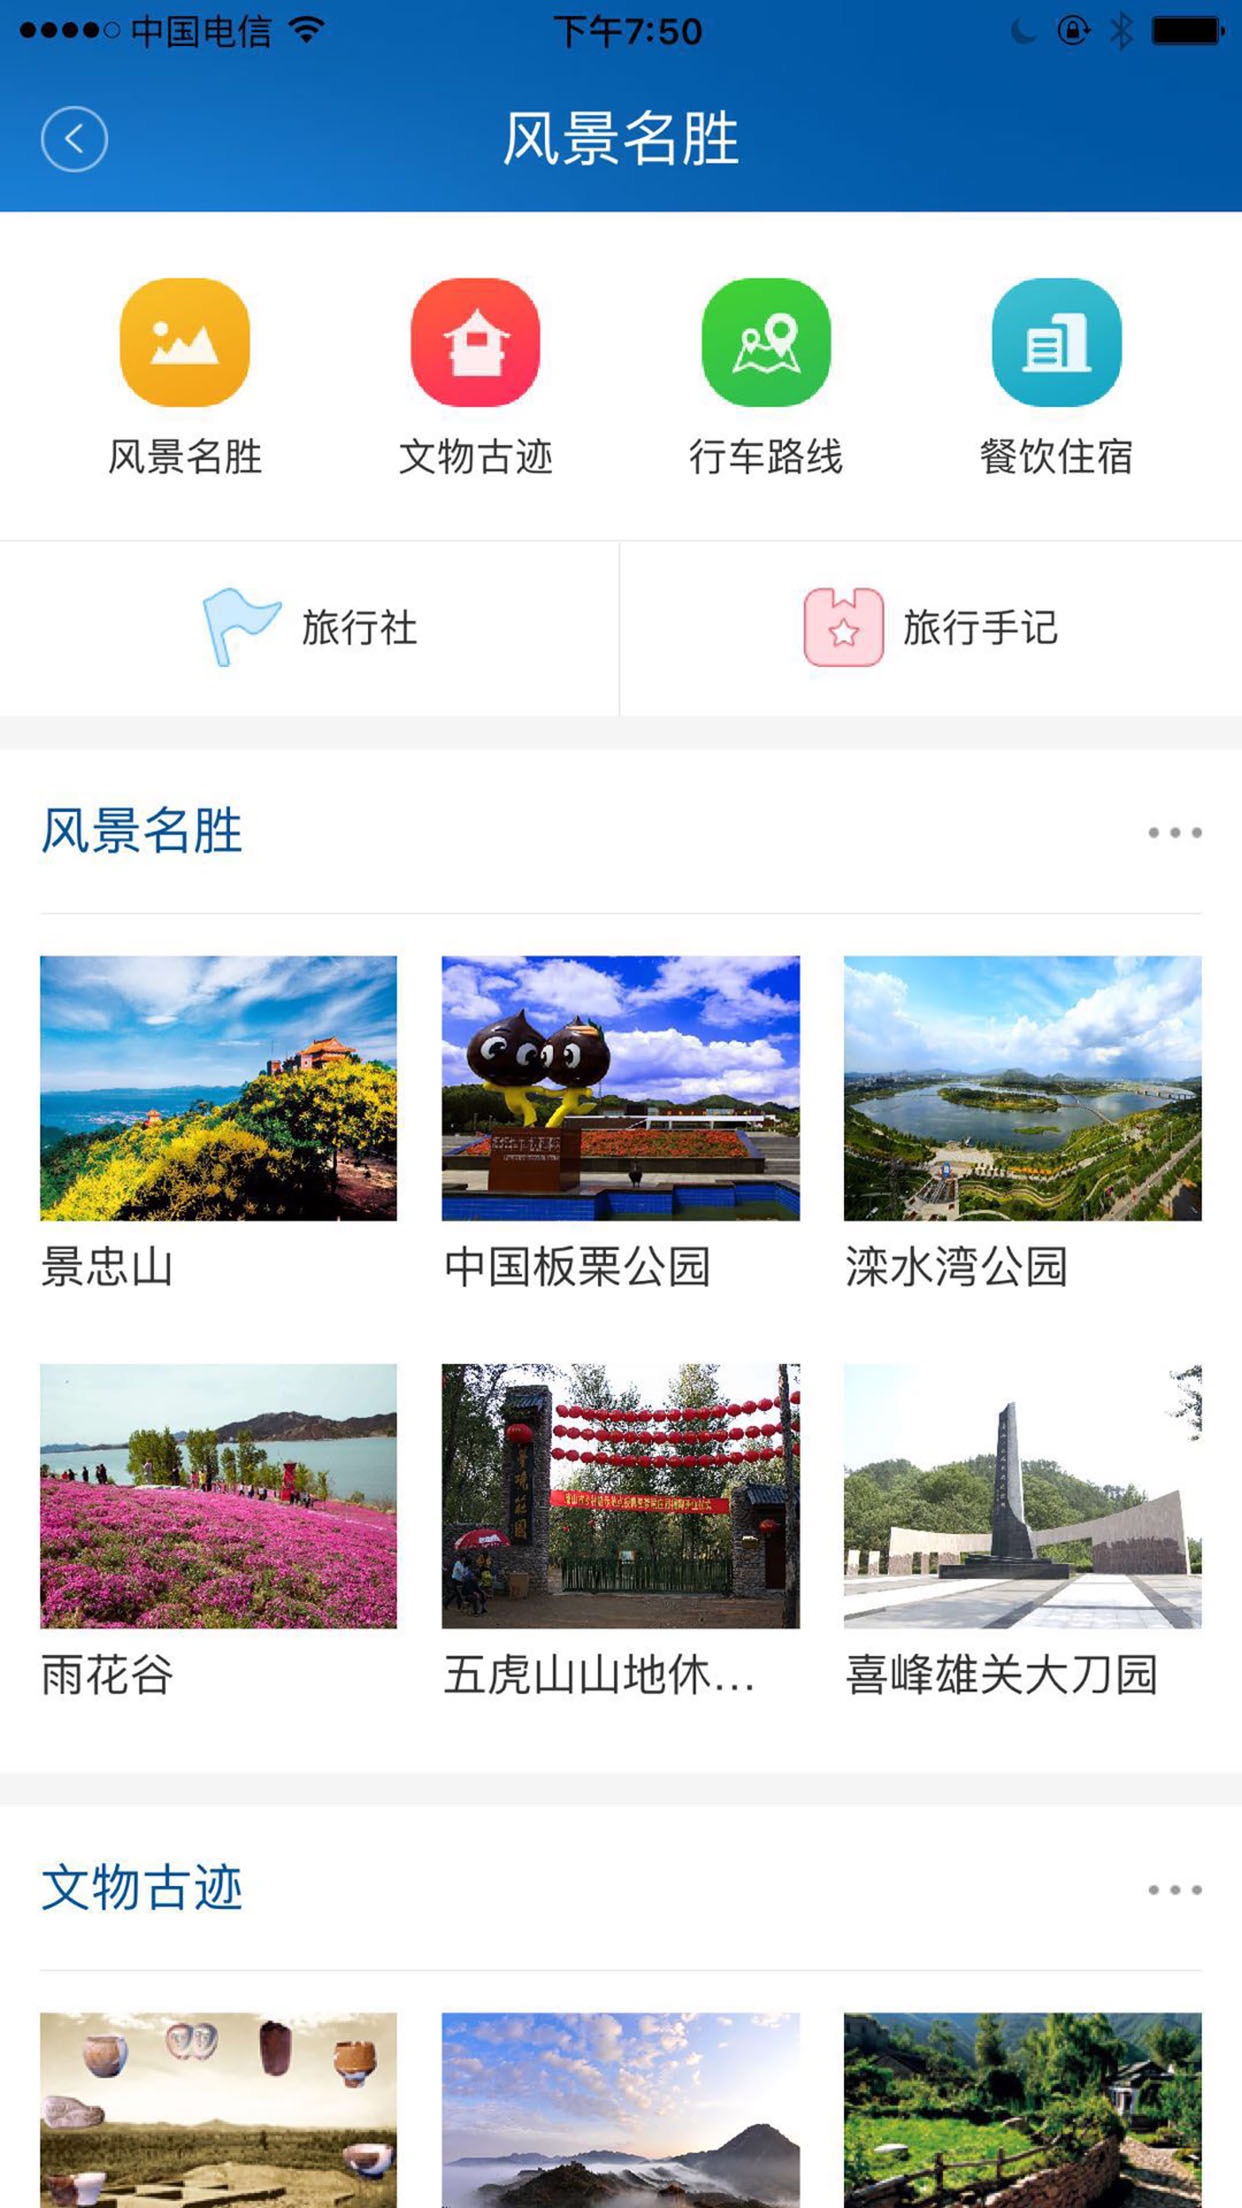 中国电信
下午7:50
风景名胜
风景名胜
文物古迹
行车路线
餐饮住宿
旅行社
旅行手记
风景名胜
景忠山
中国板栗公园
滦水湾公园
雨花谷
五虎山山地休...
喜峰雄关大刀园
文物古迹